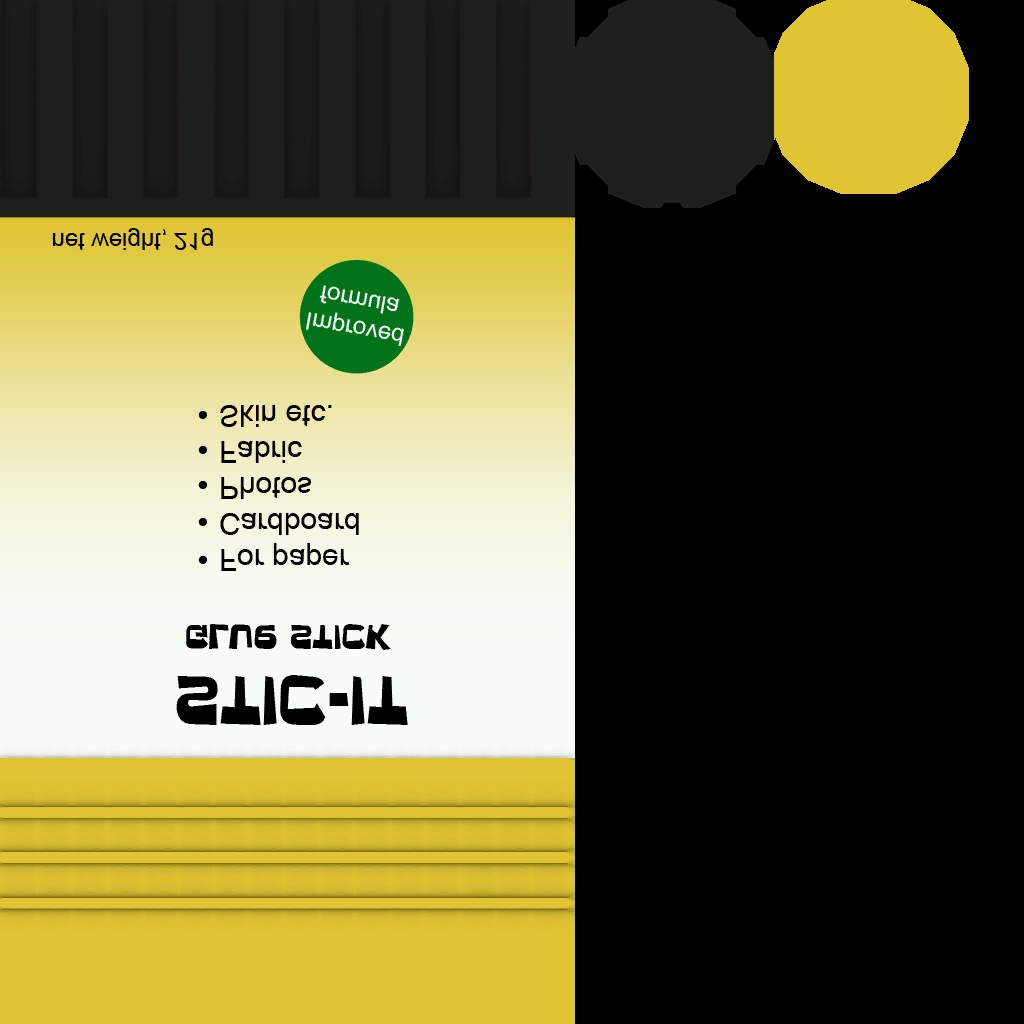 STIC-IT
GLUE STICK
• For paper
• Cardboard
• Photos
• Fabric
• Skin etc.
Improved
formula
net weight, 21g